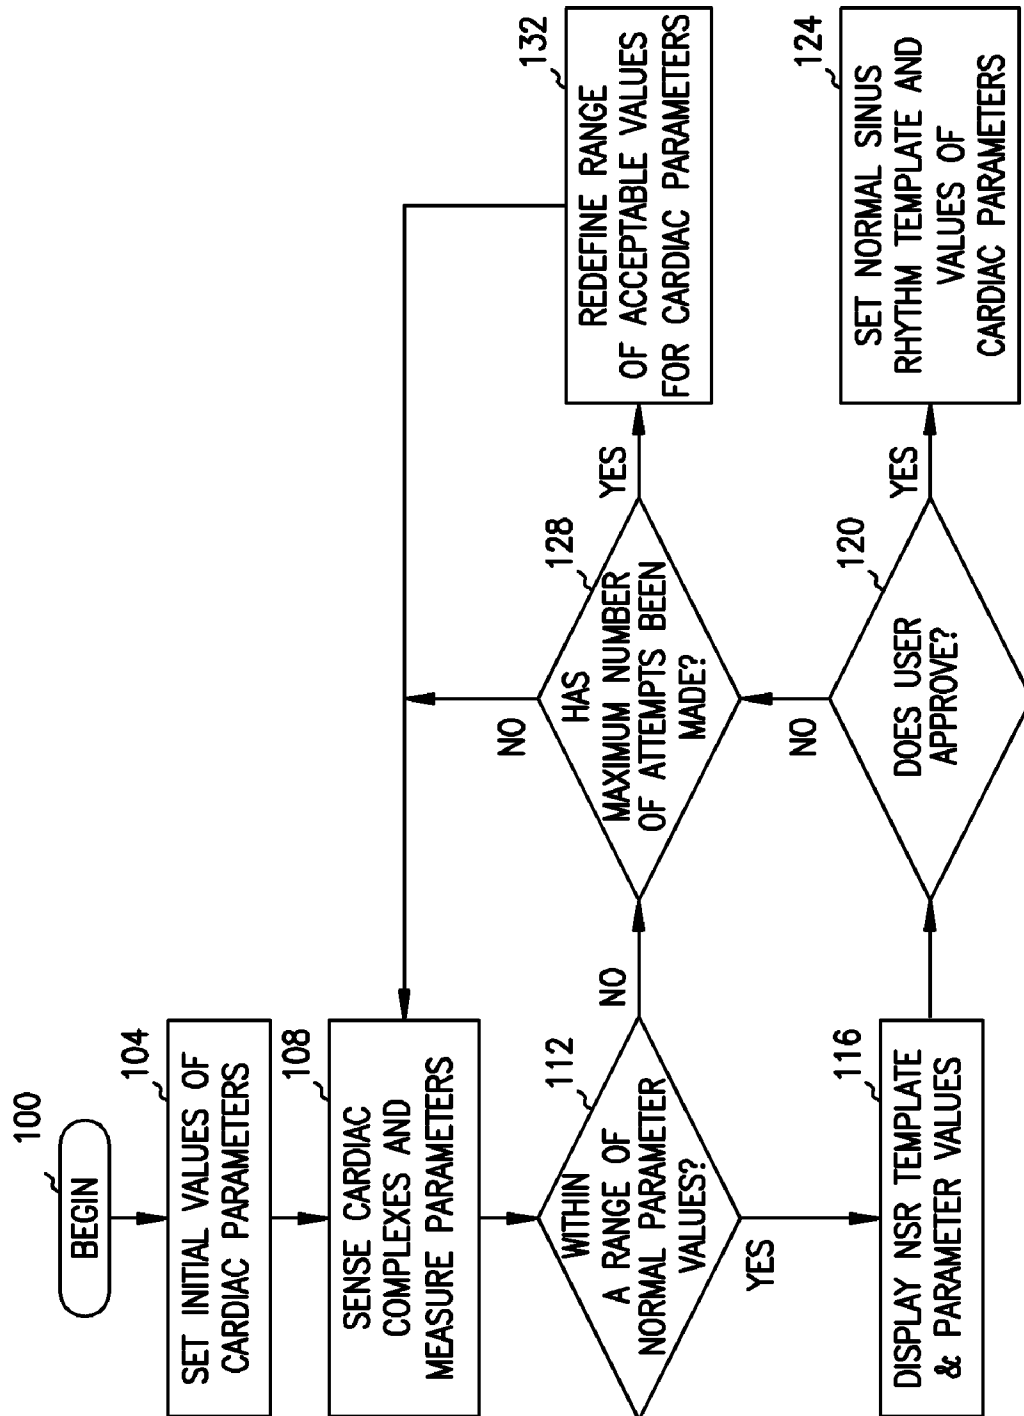 100
BEGIN
104
SET INITIAL VALUES OF
CARDIAC PARAMETERS
108
SENSE CARDIAC
COMPLEXES AND
MEASURE PARAMETERS
112
WITHIN
A RANGE OF
NORMAL PARAMETER
VALUES?
NO
YES
116
DISPLAY NSR TEMPLATE
& PARAMETER VALUES
128
HAS
MAXIMUM NUMBER
OF ATTEMPTS BEEN
MADE?
NO
YES
120
DOES USER
APPROVE?
NO
YES
132
REDEFINE RANGE
OF ACCEPTABLE VALUES
FOR CARDIAC PARAMETERS
124
SET NORMAL SINUS
RHYTHM TEMPLATE AND
VALUES OF
CARDIAC PARAMETERS